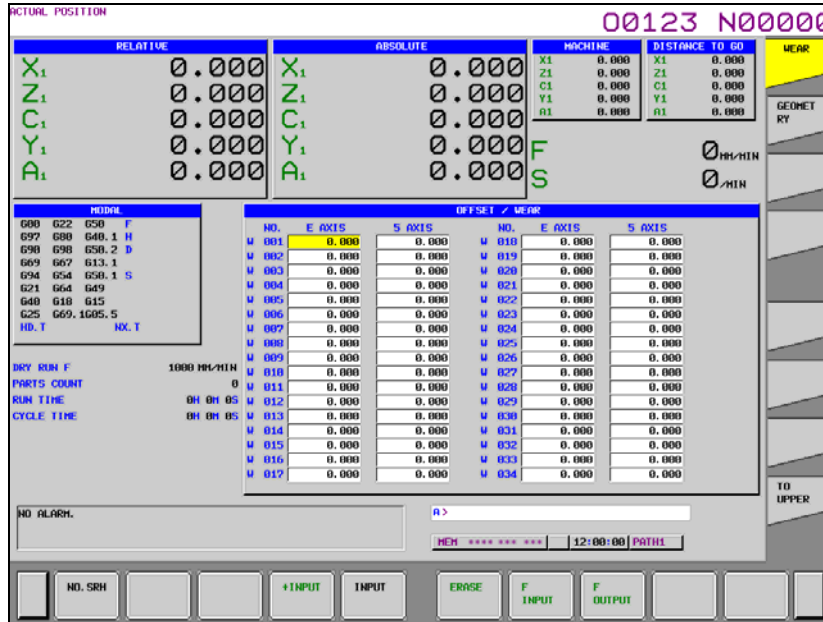 ACTUAL POSITION
O0123 N00000
RELATIVE
X1 0.000
Z1 0.000
C1 0.000
Y1 0.000
A1 0.000
ABSOLUTE
X1 0.000
Z1 0.000
C1 0.000
Y1 0.000
A1 0.000
MACHINE
X1 0.000
Z1 0.000
C1 0.000
Y1 0.000
A1 0.000
DISTANCE TO GO
X1 0.000
Z1 0.000
C1 0.000
Y1 0.000
A1 0.000
F 0 MM/MIN
S 0 /MIN
WEAR
GEOMET
RY
TO
UPPER
MODAL
G00 G22 G50 F
G97 G80 G40.1 H
G90 G98 G50.2 D
G69 G67 G13.1
G94 G54 G50.1 S
G21 G64 G49
G40 G18 G15
G25 G69.1G05.5
HD.T NX.T
DRY RUN F 1000 MM/MIN
PARTS COUNT 0
RUN TIME 0H 0M 0S
CYCLE TIME 0H 0M 0S
OFFSET / WEAR
NO. E AXIS 5 AXIS NO. E AXIS 5 AXIS
W 001 0.000 0.000 W 018 0.000 0.000
W 002 0.000 0.000 W 019 0.000 0.000
W 003 0.000 0.000 W 020 0.000 0.000
W 004 0.000 0.000 W 021 0.000 0.000
W 005 0.000 0.000 W 022 0.000 0.000
W 006 0.000 0.000 W 023 0.000 0.000
W 007 0.000 0.000 W 024 0.000 0.000
W 008 0.000 0.000 W 025 0.000 0.000
W 009 0.000 0.000 W 026 0.000 0.000
W 010 0.000 0.000 W 027 0.000 0.000
W 011 0.000 0.000 W 028 0.000 0.000
W 012 0.000 0.000 W 029 0.000 0.000
W 013 0.000 0.000 W 030 0.000 0.000
W 014 0.000 0.000 W 031 0.000 0.000
W 015 0.000 0.000 W 032 0.000 0.000
W 016 0.000 0.000 W 033 0.000 0.000
W 017 0.000 0.000 W 034 0.000 0.000
NO ALARM.
A>
MEM **** *** *** 12:00:00 PATH1
NO.SRH
+INPUT
INPUT
ERASE
F
INPUT
F
OUTPUT